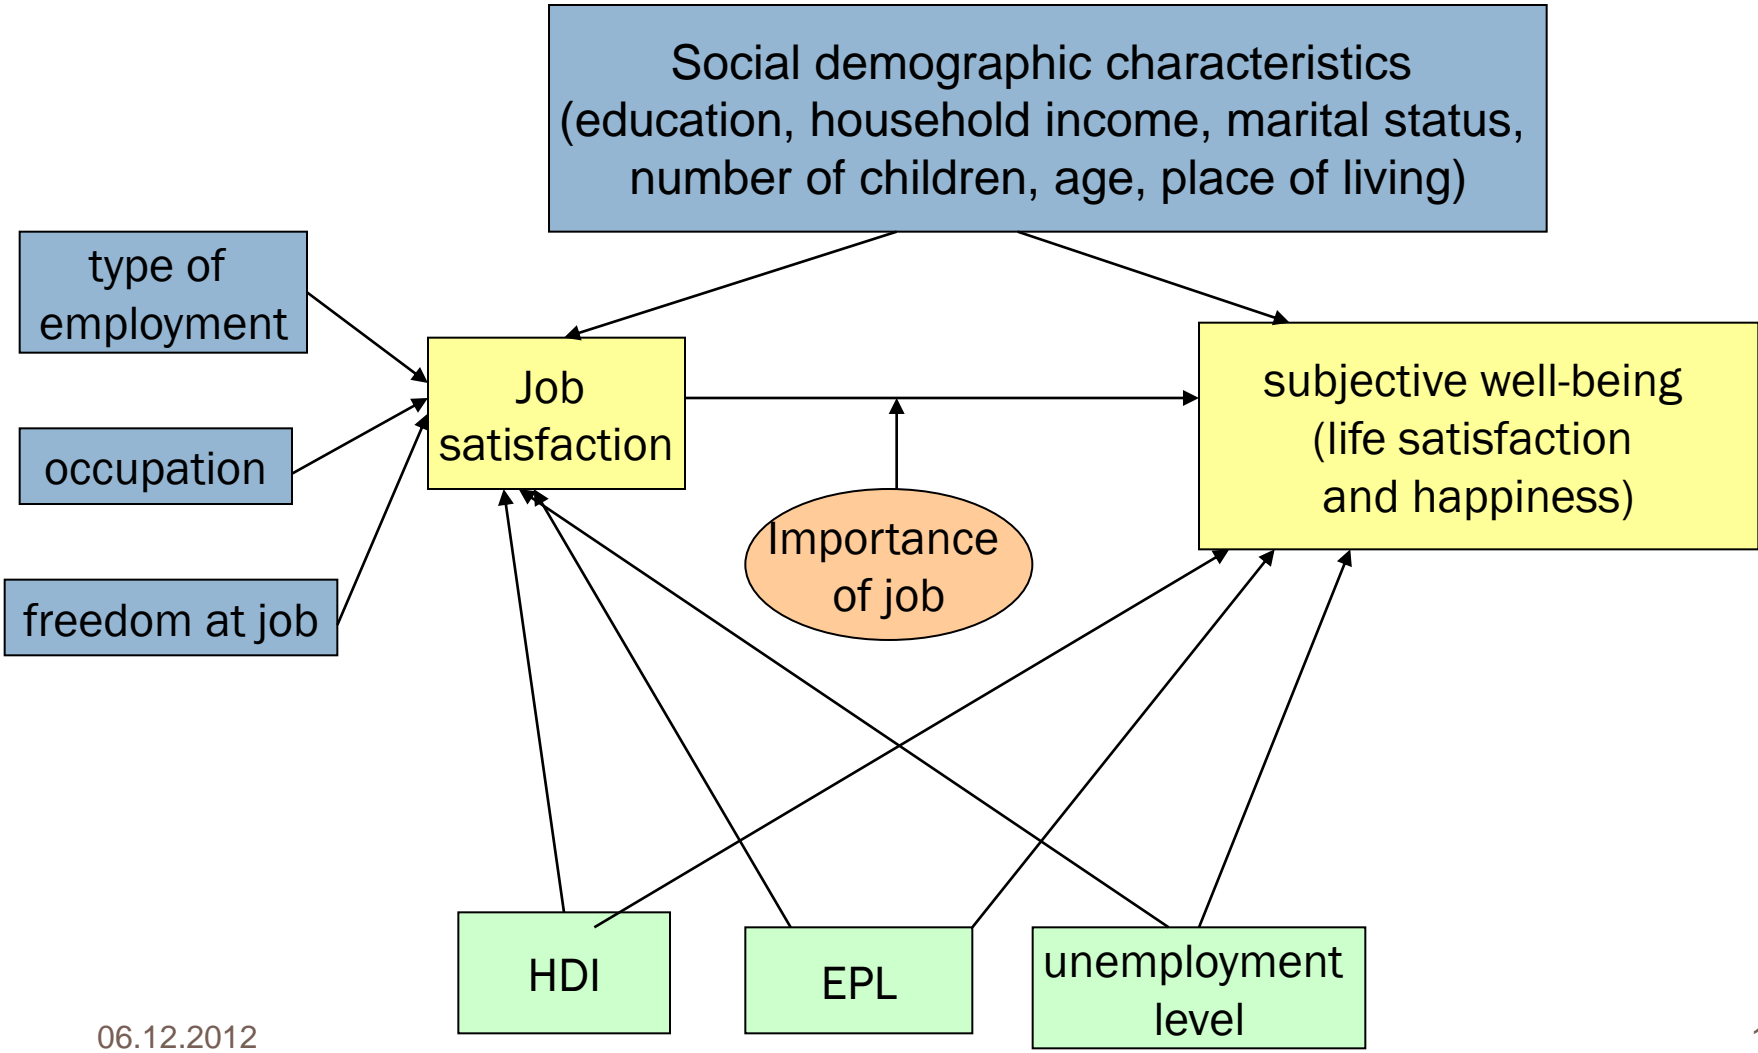 Social demographic characteristics
(education, household income, marital status,
number of children, age, place of living)
type of
employment
Job
satisfaction
subjective well-being
(life satisfaction
and happiness)
occupation
Importance
of job
freedom at job
HDI
EPL
unemployment
level
06.12.2012